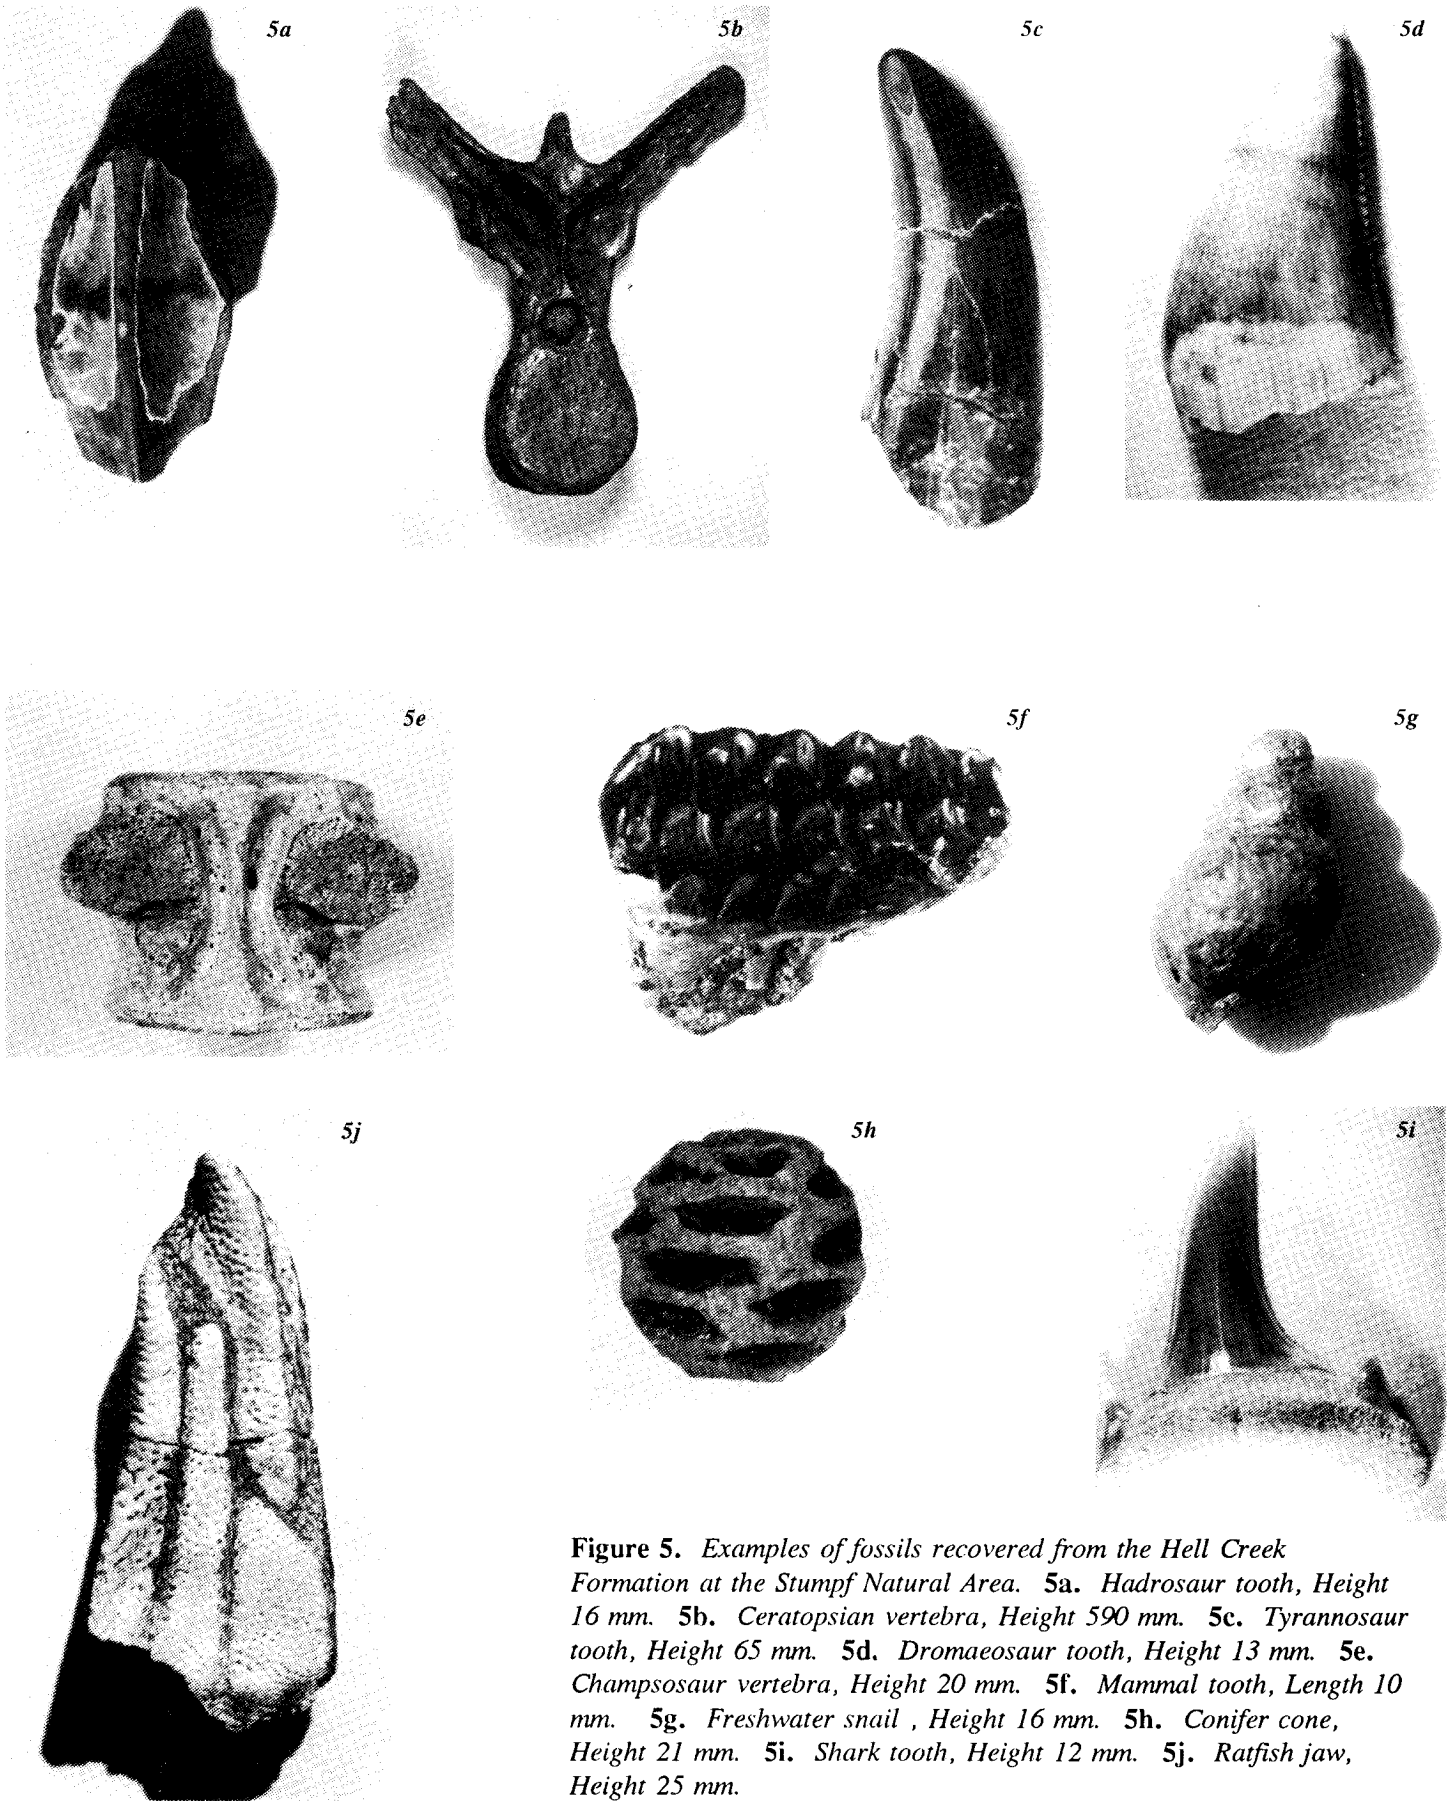 5a
5b
5c
5d
5e
5f
5g
5j
5h
5i
Figure 5. Examples of fossils recovered from the Hell Creek
Formation at the Stumpf Natural Area. 5a. Hadrosaur tooth, Height
16 mm. 5b. Ceratopsian vertebra, Height 590 mm. 5c. Tyrannosaur
tooth, Height 65 mm. 5d. Dromaeosaur tooth, Height 13 mm. 5e.
Champsosaur vertebra, Height 20 mm. 5f. Mammal tooth, Length 10
mm. 5g. Freshwater snail , Height 16 mm. 5h. Conifer cone,
Height 21 mm. 5i. Shark tooth, Height 12 mm. 5j. Ratfish jaw,
Height 25 mm.